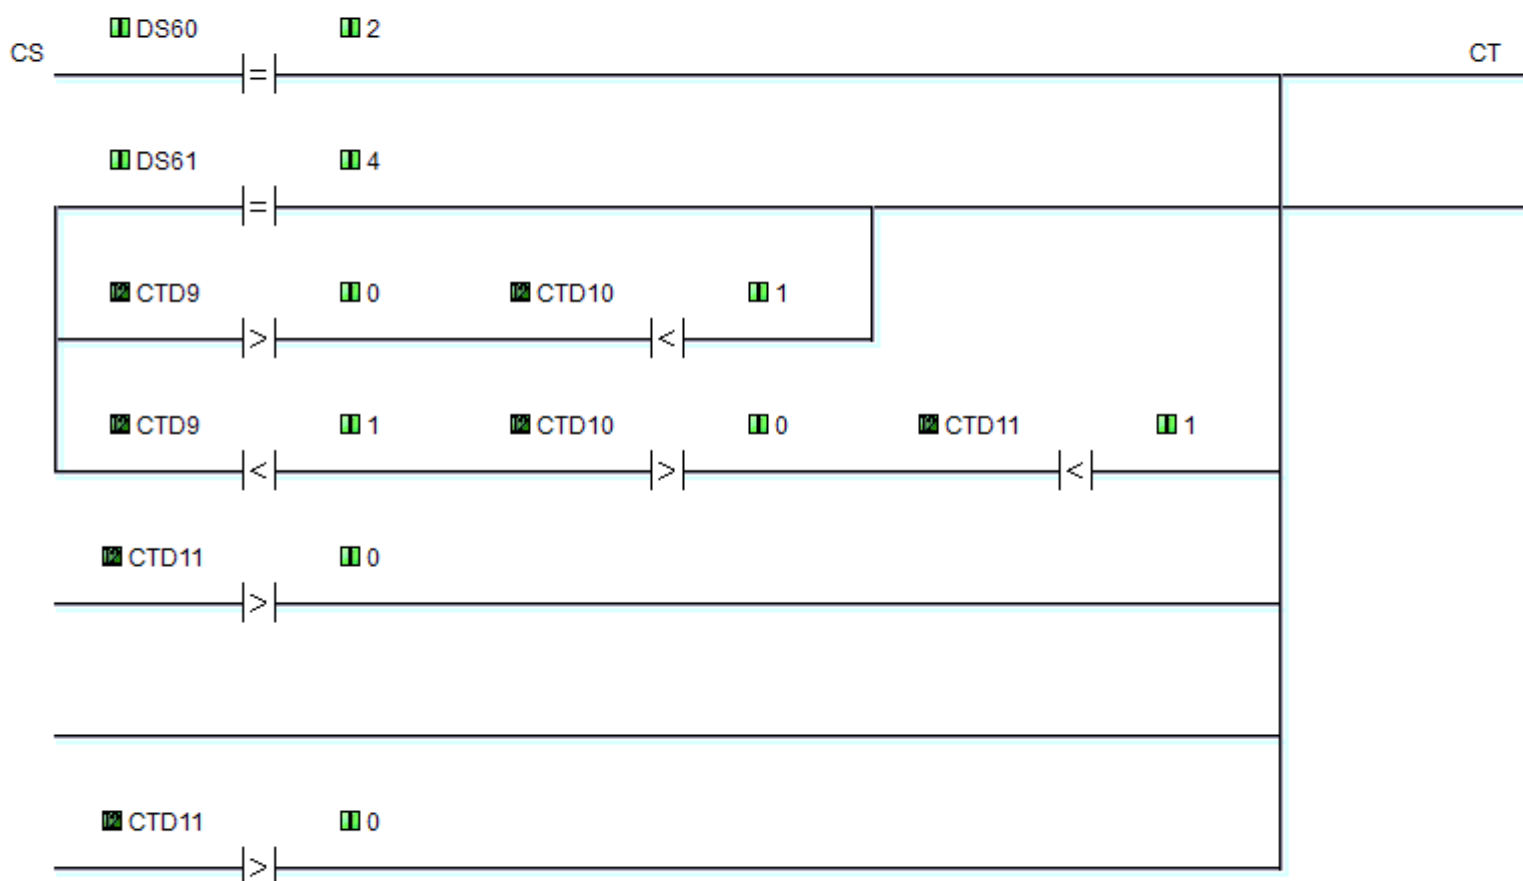 DS60 2
CS CT
=
DS61 4
=
CTD9 0 CTD10 1
> <
CTD9 1 CTD10 0 CTD11 1
< > <
CTD11 0
>
CTD11 0
>